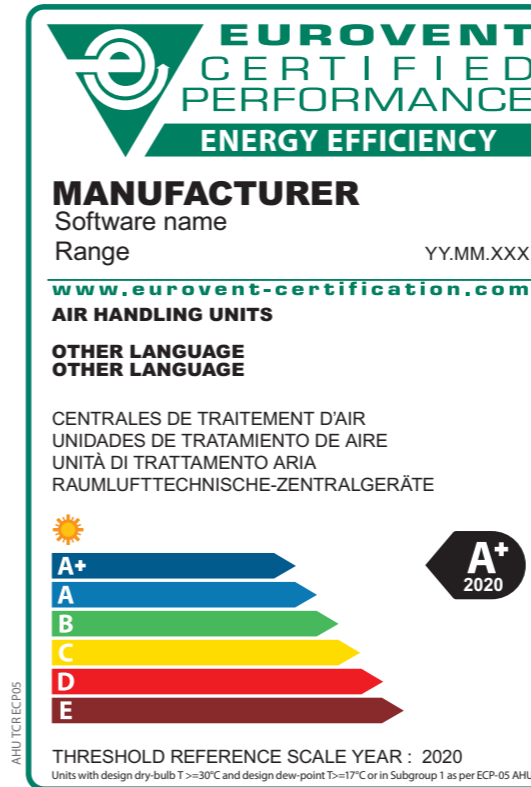 EUROVENT
CERTIFIED
PERFORMANCE
ENERGY EFFICIENCY
MANUFACTURER
Software name
Range
YY.MM.XXX
www.eurovent-certification.com
AIR HANDLING UNITS
OTHER LANGUAGE
OTHER LANGUAGE
CENTRALES DE TRAITEMENT D'AIR
UNIDADES DE TRATAMIENTO DE AIRE
UNITÀ DI TRATTAMENTO ARIA
RAUMLUFTTECHNISCHE-ZENTRALGERÄTE
A+
A
B
C
D
E
A+
2020
THRESHOLD REFERENCE SCALE YEAR : 2020
Units with design dry-bulb T >=30°C and design dew-point T>=17°C or in Subgroup 1 as per ECP-05 AHU
AHU TCR ECP05